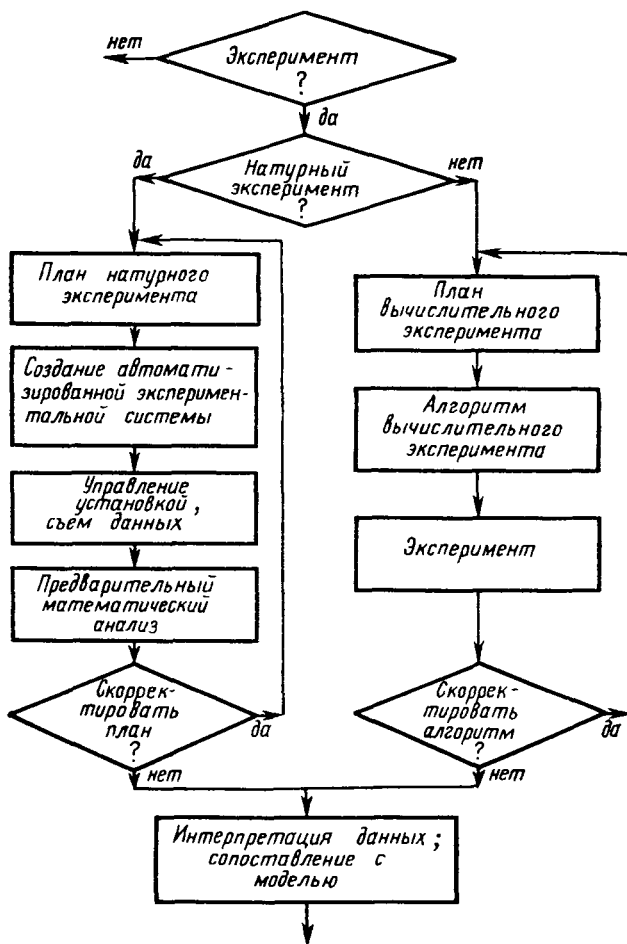 нет
Эксперимент
?
да
да
Натурный
эксперимент
?
нет
План натурного
эксперимента
План
вычислительного
эксперимента
Создание автомати-
зированной эксперимен-
тальной системы
Алгоритм
вычислительного
эксперимента
Управление
установкой,
съем данных
Эксперимент
Предварительный
математический
анализ
Скоррек-
тировать
план
?
да
нет
Скоррек-
тировать
алгоритм
?
да
нет
Интерпретация данных;
сопоставление с
моделью